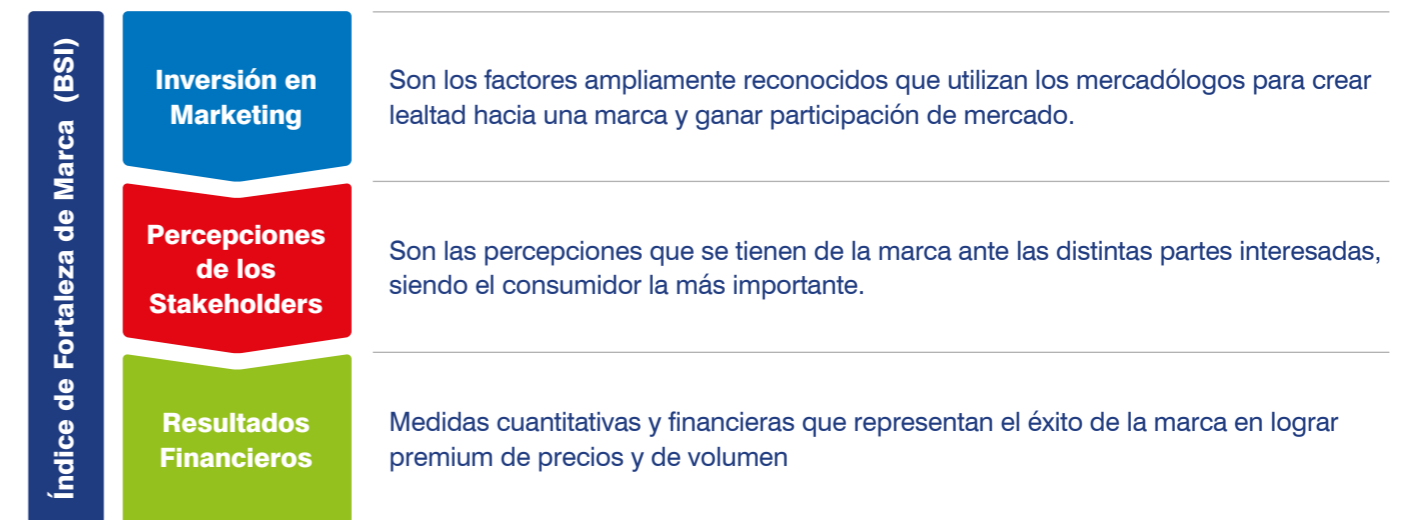 Índice de Fortaleza de Marca (BSI)
Inversión en
Marketing
Son los factores ampliamente reconocidos que utilizan los mercadólogos para crear
lealtad hacia una marca y ganar participación de mercado.
Percepciones
de los
Stakeholders
Son las percepciones que se tienen de la marca ante las distintas partes interesadas,
siendo el consumidor la más importante.
Resultados
Financieros
Medidas cuantitativas y financieras que representan el éxito de la marca en lograr
premium de precios y de volumen